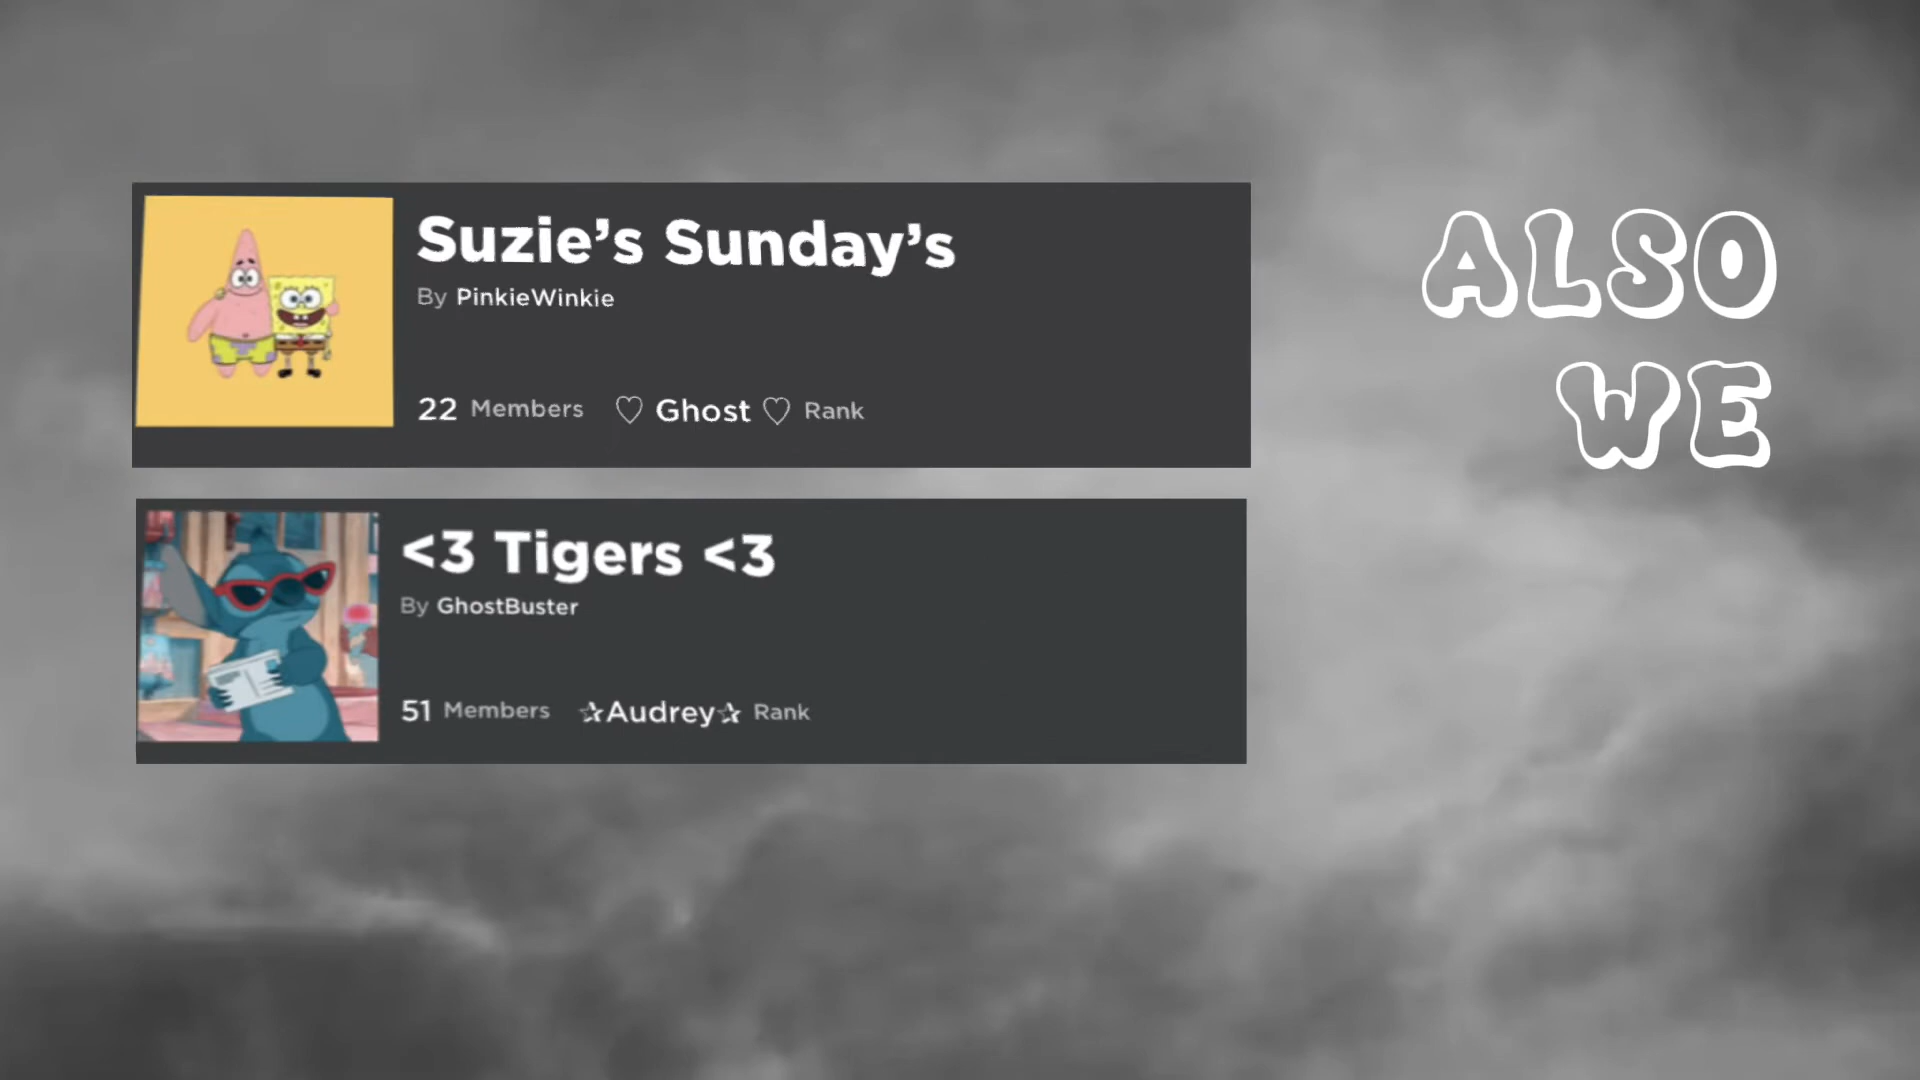 Suzie’s Sunday’s
By PinkieWinkie
22 Members ♡ Ghost ♡ Rank
<3 Tigers <3
By GhostBuster
51 Members ✰Audrey✰ Rank
ALSO
WE